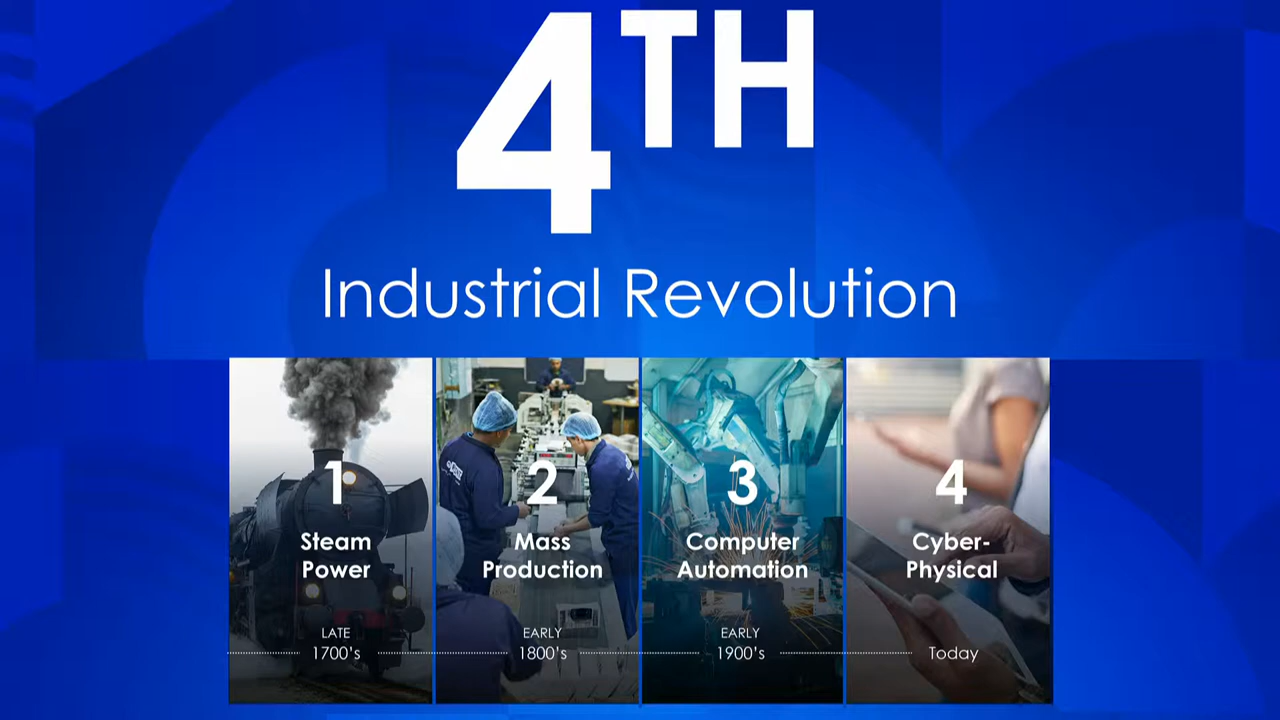 4TH
Industrial Revolution
1
Steam
Power
LATE
1700's
2
Mass
Production
EARLY
1800's
3
Computer
Automation
EARLY
1900's
4
Cyber-
Physical
Today